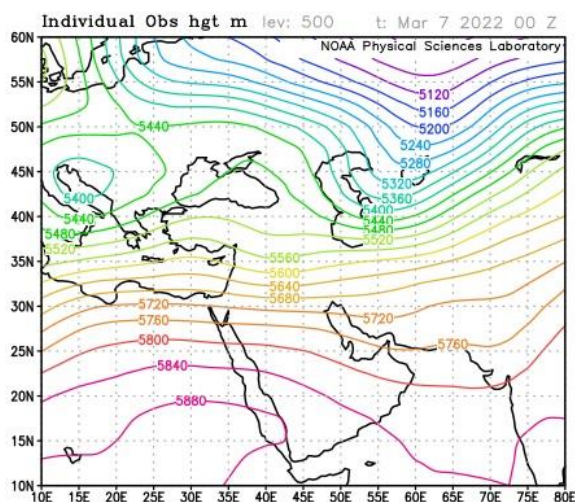 Individual Obs hgt m lev: 500 t: Mar 7 2022 00 Z
60N NOAA Physical Sciences Laboratory
5120
55N
5160
5440 5200
50N
5240
5280
45N
5320
5400 5360
5400
40N 5440 5440
5480 5480
5520 5520
35N 5560
5600
5640
30N 5680
5720 5720
5760 5760
25N 5800
5840
20N 5880
15N
10N
10E 15E 20E 25E 30E 35E 40E 45E 50E 55E 60E 65E 70E 75E 80E